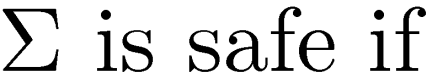 Σ is safe if